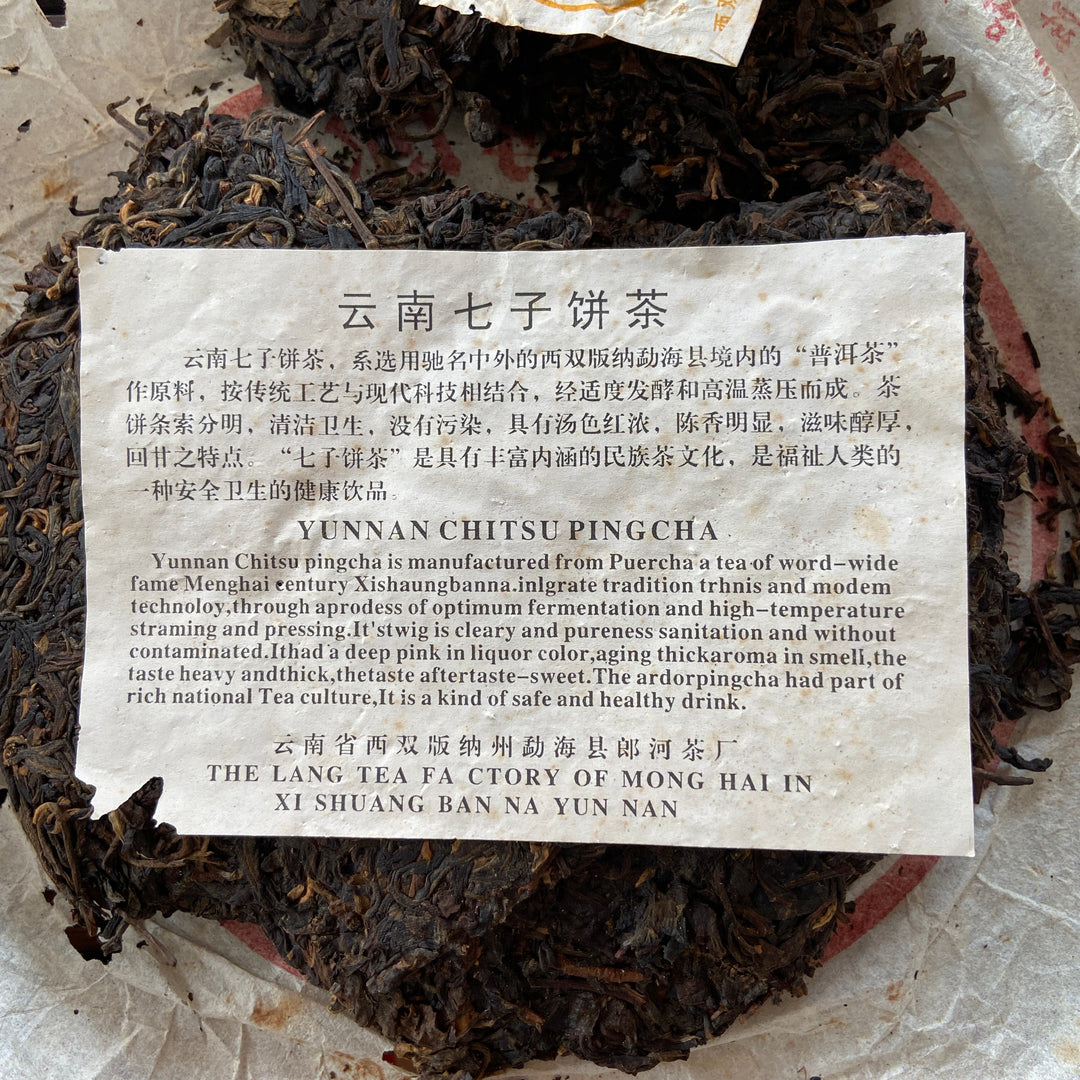 西双
云南七子饼茶
云南七子饼茶，系选用驰名中外的西双版纳勐海县境内的“普洱茶”
作原料，按传统工艺与现代科技相结合，经适度发酵和高温蒸压而成。茶
饼条索分明，清洁卫生，没有污染，具有汤色红浓，陈香明显，滋味醇厚，
回甘之特点。“七子饼茶”是具有丰富内涵的民族茶文化，是福祉人类的
一种安全卫生的健康饮品。
YUNNAN CHITSU PINGCHA
Yunnan Chitsu pingcha is manufactured from Puercha a tea of word-wide
fame Menghai century Xishaungbanna.inlgrate tradition trhnis and modem
technoloy,through aprodess of optimum fermentation and high-temperature
straming and pressing.It'stwig is cleary and pureness sanitation and without
contaminated.Ithad a deep pink in liquor color,aging thickaroma in smell,the
taste heavy andthick,thetaste aftertaste-sweet.The ardorpingcha had part of
rich national Tea culture,It is a kind of safe and healthy drink.
云南省西双版纳州勐海县郎河茶厂
THE LANG TEA FA CTORY OF MONG HAI IN
XI SHUANG BAN NA YUN NAN